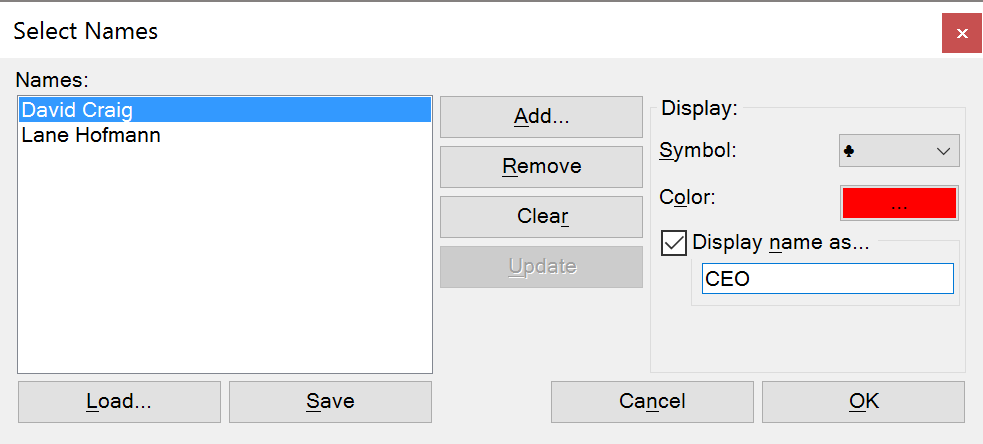 Select Names
Names:
David Craig
Lane Hofmann
Add...
Remove
Clear
Update
Display:
Symbol:
♣
Color:
...
Display name as...
CEO
Load...
Save
Cancel
OK